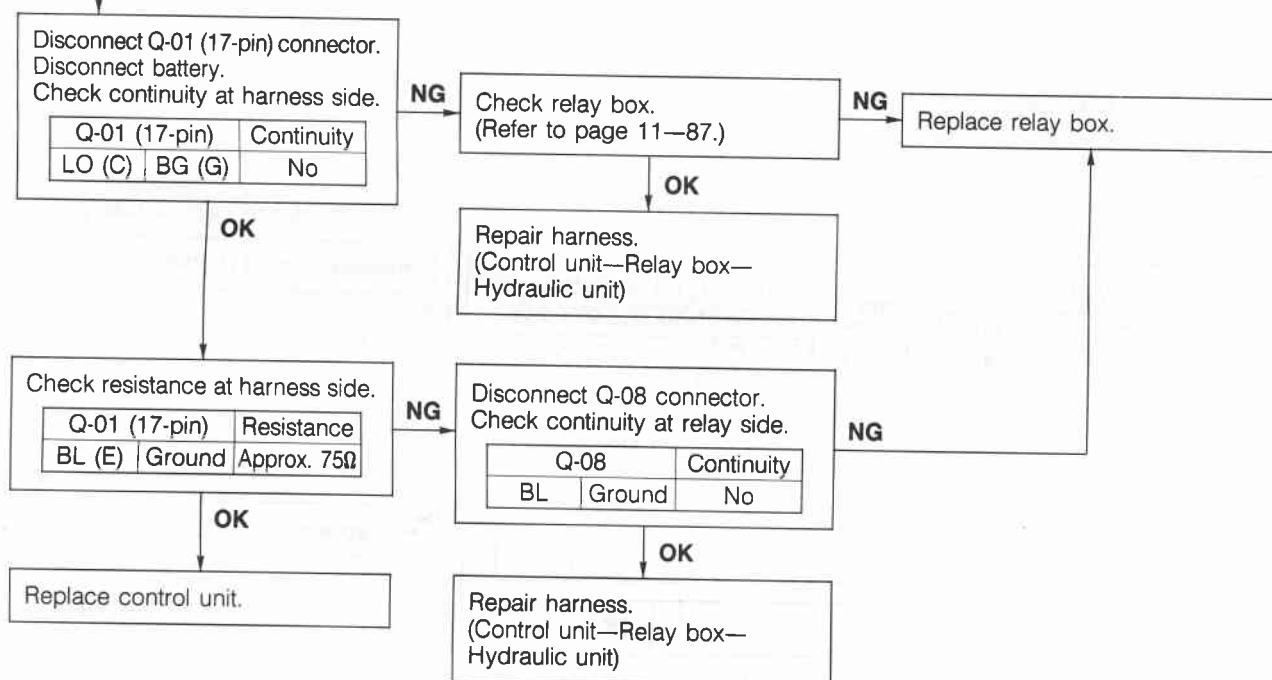 Disconnect Q-01 (17-pin) connector.
Disconnect battery.
Check continuity at harness side.
Q-01 (17-pin) Continuity
LO (C) BG (G) No
NG
Check relay box.
(Refer to page 11—87.)
NG
Replace relay box.
OK
Repair harness.
(Control unit—Relay box—
Hydraulic unit)
OK
Check resistance at harness side.
Q-01 (17-pin) Resistance
BL (E) Ground Approx. 75Ω
NG
Disconnect Q-08 connector.
Check continuity at relay side.
Q-08 Continuity
BL Ground No
NG
OK
Replace control unit.
OK
Repair harness.
(Control unit—Relay box—
Hydraulic unit)